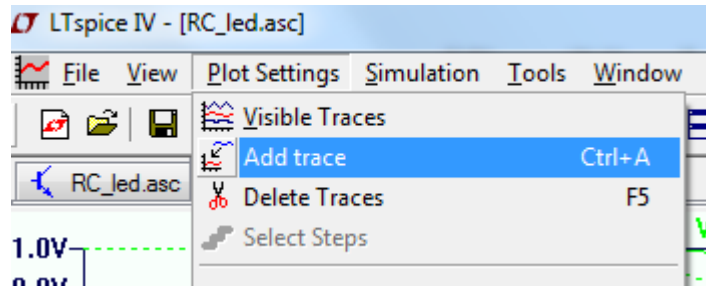 LTspice IV - [RC_led.asc]
File View Plot Settings Simulation Tools Window
Visible Traces
Add trace Ctrl+A
RC_led.asc
Delete Traces F5
Select Steps
1.0V